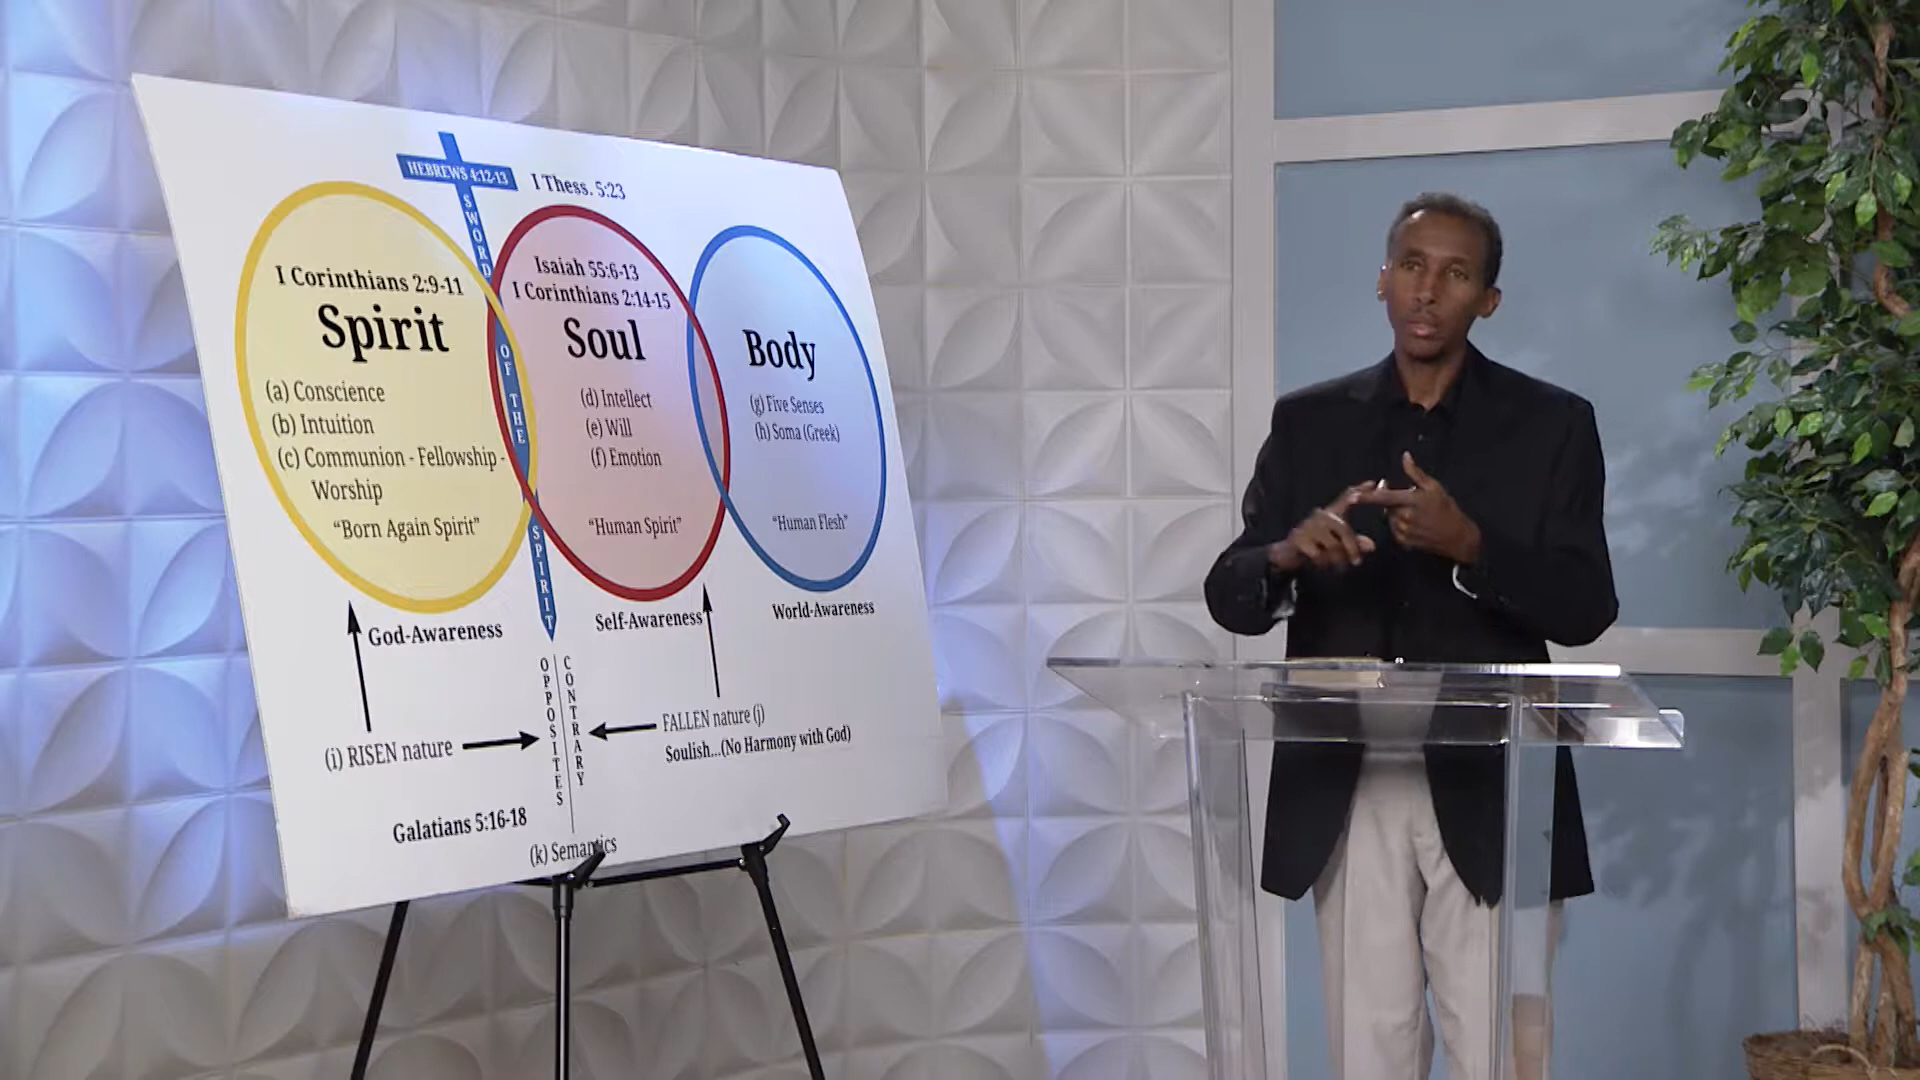 HEBREWS 4:12-13
I Thess. 5:23
SWORD OF THE SPIRIT
I Corinthians 2:9-11
Spirit
(a) Conscience
(b) Intuition
(c) Communion - Fellowship -
Worship
"Born Again Spirit"
Isaiah 55:6-13
I Corinthians 2:14-15
Soul
(d) Intellect
(e) Will
(f) Emotion
"Human Spirit"
Body
(g) Five Senses
(h) Soma (Greek)
"Human Flesh"
God-Awareness
Self-Awareness
World-Awareness
OPPOSITES
CONTRARY
(i) RISEN nature
FALLEN nature (j)
Soulish...(No Harmony with God)
Galatians 5:16-18
(k) Semantics